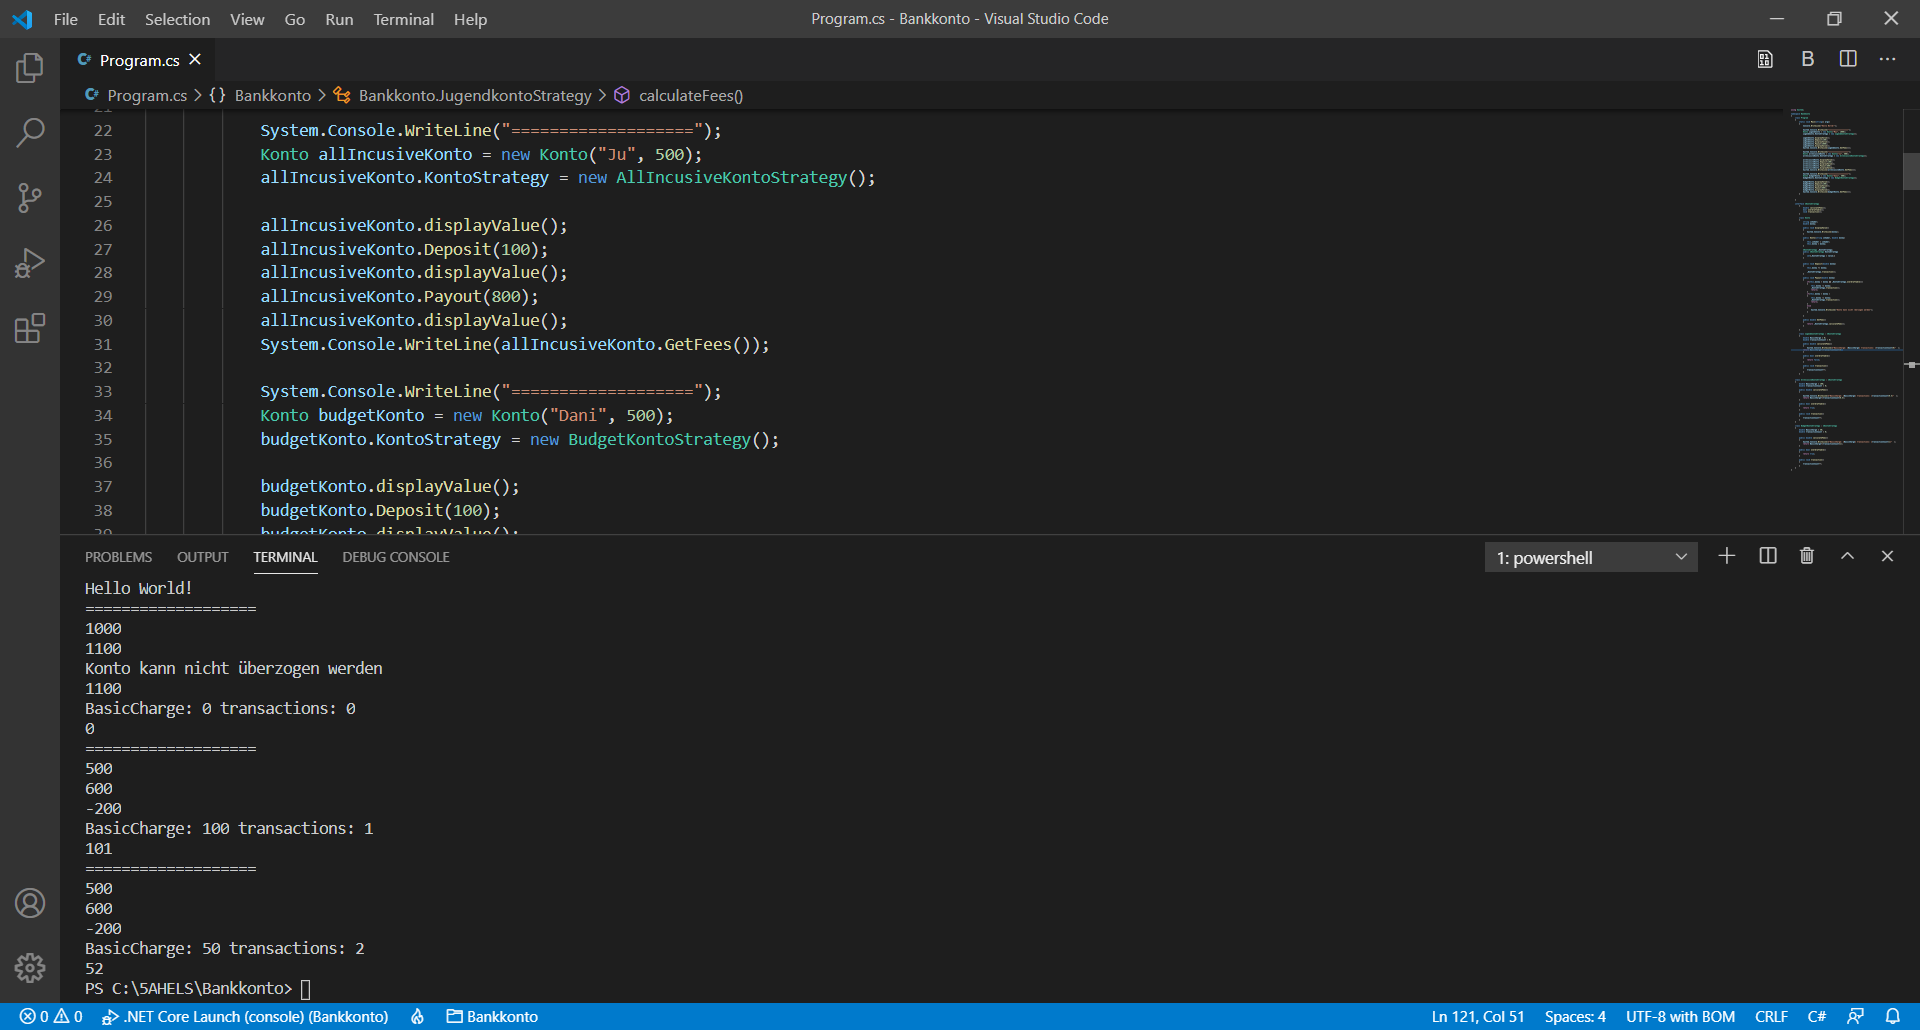 File Edit Selection View Go Run Terminal Help
Program.cs - Bankkonto - Visual Studio Code
C# Program.cs
Program.cs > {} Bankkonto > Bankkonto.JugendkontoStrategy > calculateFees()
22 System.Console.WriteLine("===================");
23 Konto allIncusiveKonto = new Konto("Ju", 500);
24 allIncusiveKonto.KontoStrategy = new AllIncusiveKontoStrategy();
25
26 allIncusiveKonto.displayValue();
27 allIncusiveKonto.Deposit(100);
28 allIncusiveKonto.displayValue();
29 allIncusiveKonto.Payout(800);
30 allIncusiveKonto.displayValue();
31 System.Console.WriteLine(allIncusiveKonto.GetFees());
32
33 System.Console.WriteLine("===================");
34 Konto budgetKonto = new Konto("Dani", 500);
35 budgetKonto.KontoStrategy = new BudgetKontoStrategy();
36
37 budgetKonto.displayValue();
38 budgetKonto.Deposit(100);
39 budgetKonto.displayValue();
PROBLEMS OUTPUT TERMINAL DEBUG CONSOLE
1: powershell
Hello World!
===================
1000
1100
Konto kann nicht überzogen werden
1100
BasicCharge: 0 transactions: 0
0
===================
500
600
-200
BasicCharge: 100 transactions: 1
101
===================
500
600
-200
BasicCharge: 50 transactions: 2
52
PS C:\5AHELS\Bankkonto>
0 0 .NET Core Launch (console) (Bankkonto) Bankkonto
Ln 121, Col 51 Spaces: 4 UTF-8 with BOM CRLF C#